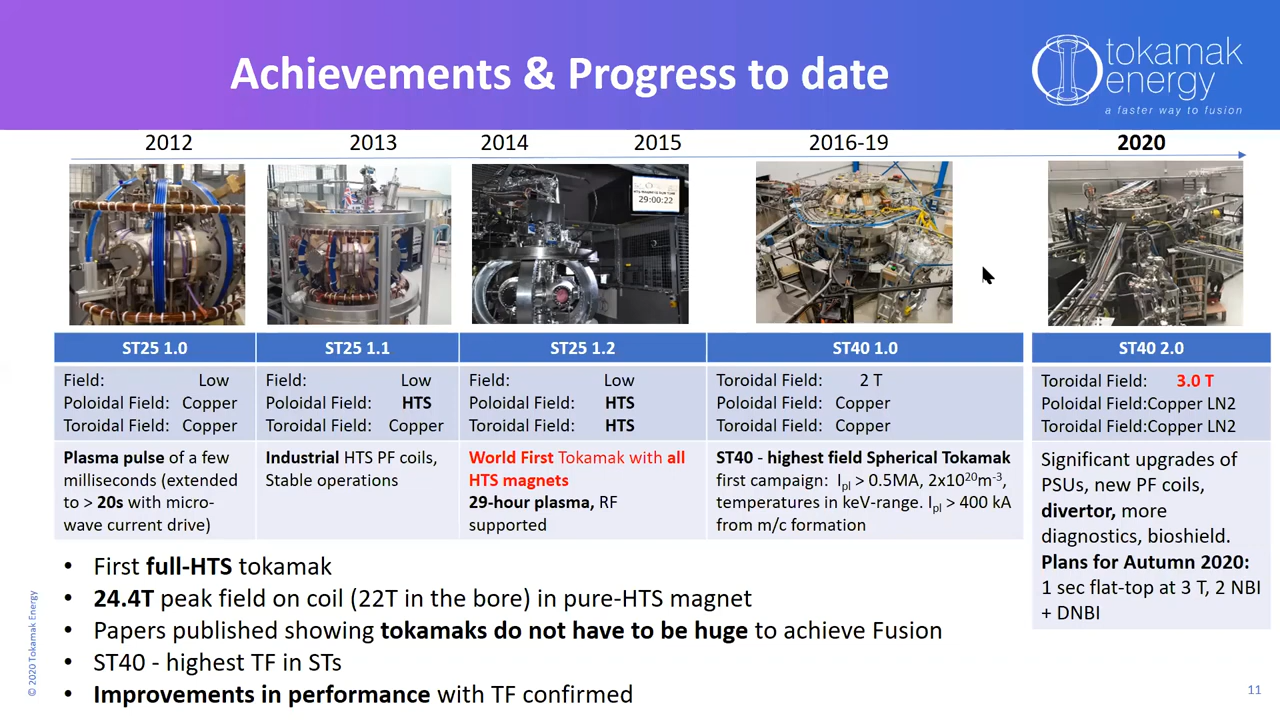 Achievements & Progress to date
tokamak
energy
a faster way to fusion
2012
2013
2014
2015
2016-19
2020
29:00:22
ST25 1.0
ST25 1.1
ST25 1.2
ST40 1.0
ST40 2.0
Field: Low
Poloidal Field: Copper
Toroidal Field: Copper
Field: Low
Poloidal Field: HTS
Toroidal Field: Copper
Field: Low
Poloidal Field: HTS
Toroidal Field: HTS
Toroidal Field: 2 T
Poloidal Field: Copper
Toroidal Field: Copper
Toroidal Field: 3.0 T
Poloidal Field:Copper LN2
Toroidal Field:Copper LN2
Plasma pulse of a few
milliseconds (extended
to > 20s with micro-
wave current drive)
Industrial HTS PF coils,
Stable operations
World First Tokamak with all
HTS magnets
29-hour plasma, RF
supported
ST40 - highest field Spherical Tokamak
first campaign: Ipl > 0.5MA, 2x10²⁰m⁻³,
temperatures in keV-range. Ipl > 400 kA
from m/c formation
Significant upgrades of
PSUs, new PF coils,
divertor, more
diagnostics, bioshield.
Plans for Autumn 2020:
1 sec flat-top at 3 T, 2 NBI
+ DNBI
• First full-HTS tokamak
• 24.4T peak field on coil (22T in the bore) in pure-HTS magnet
• Papers published showing tokamaks do not have to be huge to achieve Fusion
• ST40 - highest TF in STs
• Improvements in performance with TF confirmed
© 2020 Tokamak Energy
11